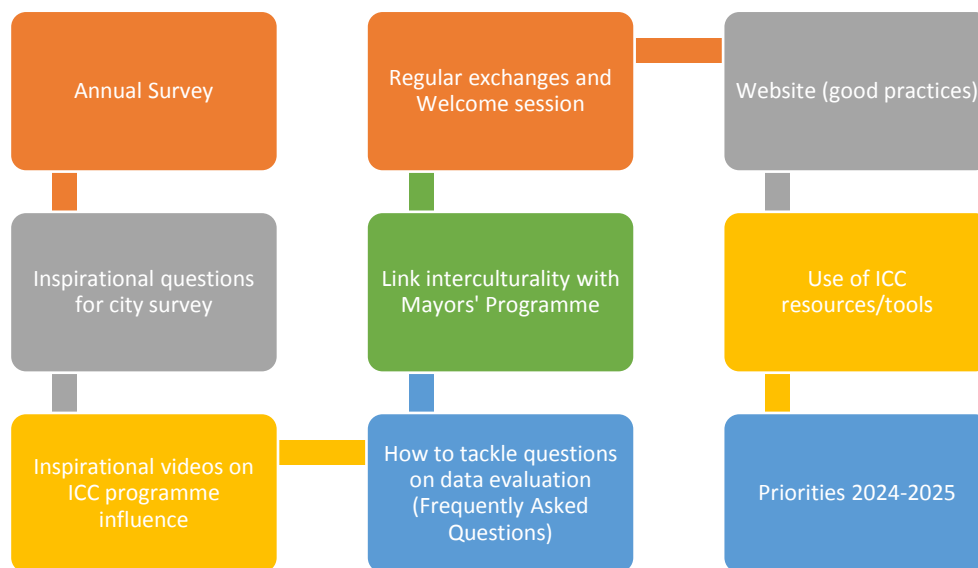 Annual Survey
Inspirational questions
for city survey
Inspirational videos on
ICC programme
influence
How to tackle questions
on data evaluation
(Frequently Asked
Questions)
Link interculturality with
Mayors' Programme
Regular exchanges and
Welcome session
Website (good practices)
Use of ICC
resources/tools
Priorities 2024-2025